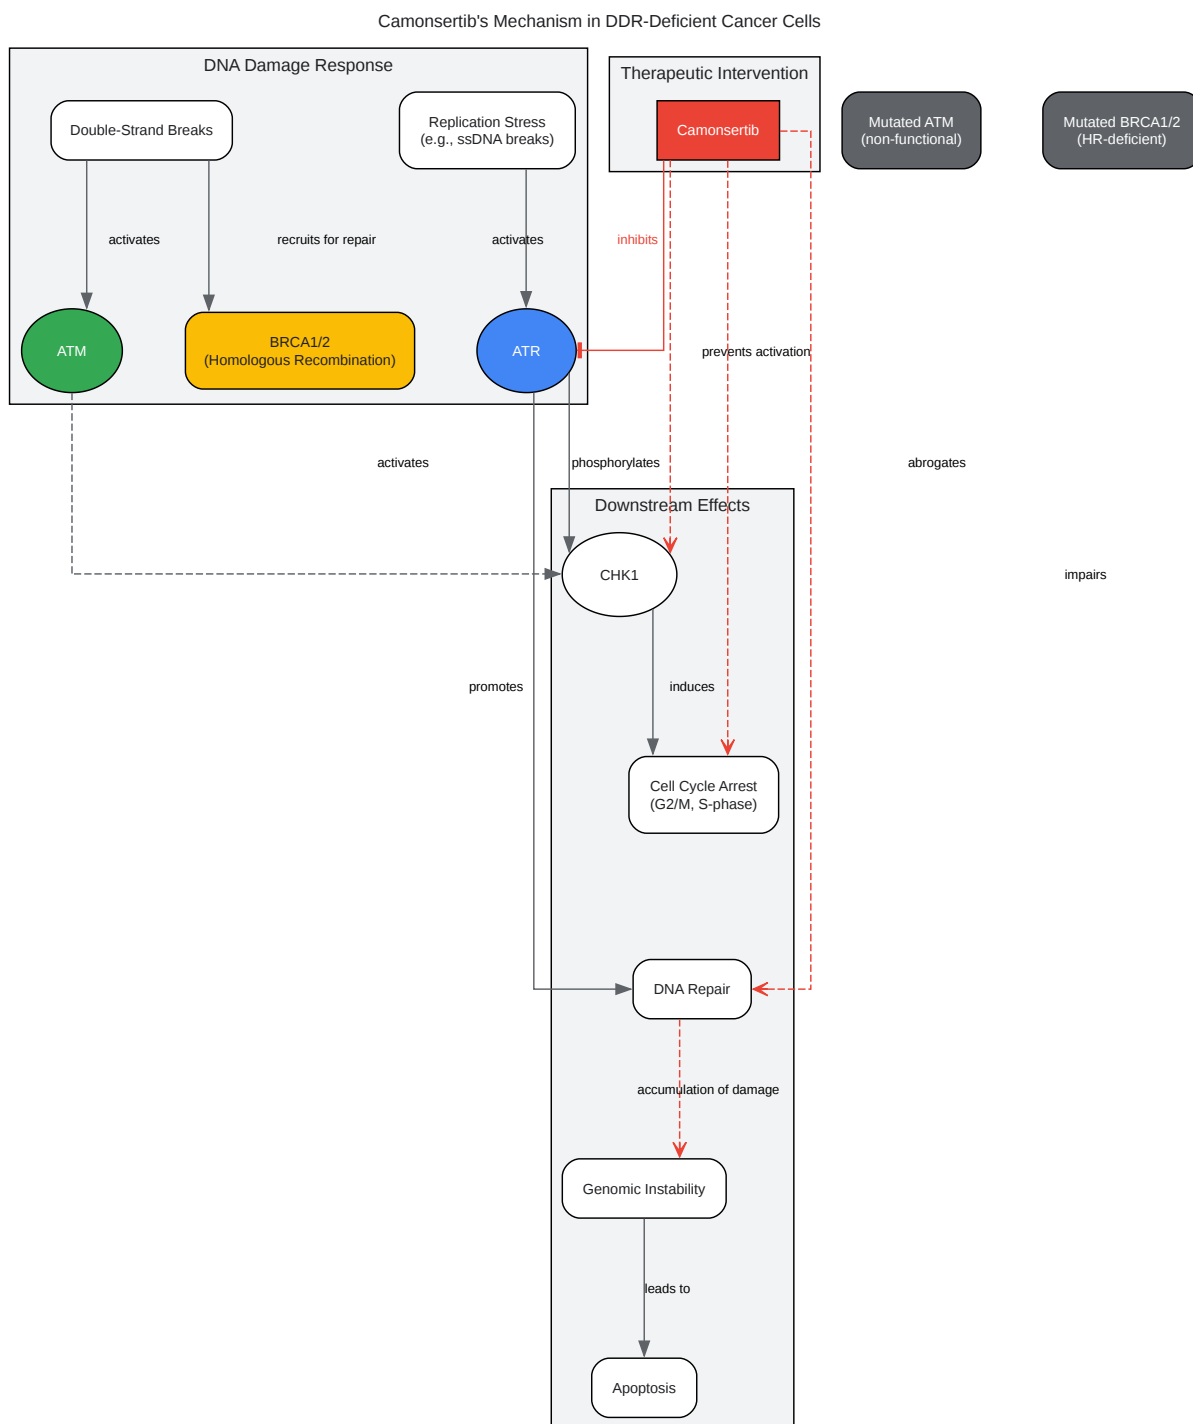 Camonsertib's Mechanism in DDR-Deficient Cancer Cells
DNA Damage Response
Therapeutic Intervention
Double-Strand Breaks
Replication Stress
(e.g., ssDNA breaks)
Camonsertib
Mutated ATM
(non-functional)
Mutated BRCA1/2
(HR-deficient)
activates
recruits for repair
activates
inhibits
ATM
BRCA1/2
(Homologous Recombination)
ATR
prevents activation
activates
phosphorylates
abrogates
Downstream Effects
CHK1
impairs
promotes
induces
Cell Cycle Arrest
(G2/M, S-phase)
DNA Repair
accumulation of damage
Genomic Instability
leads to
Apoptosis